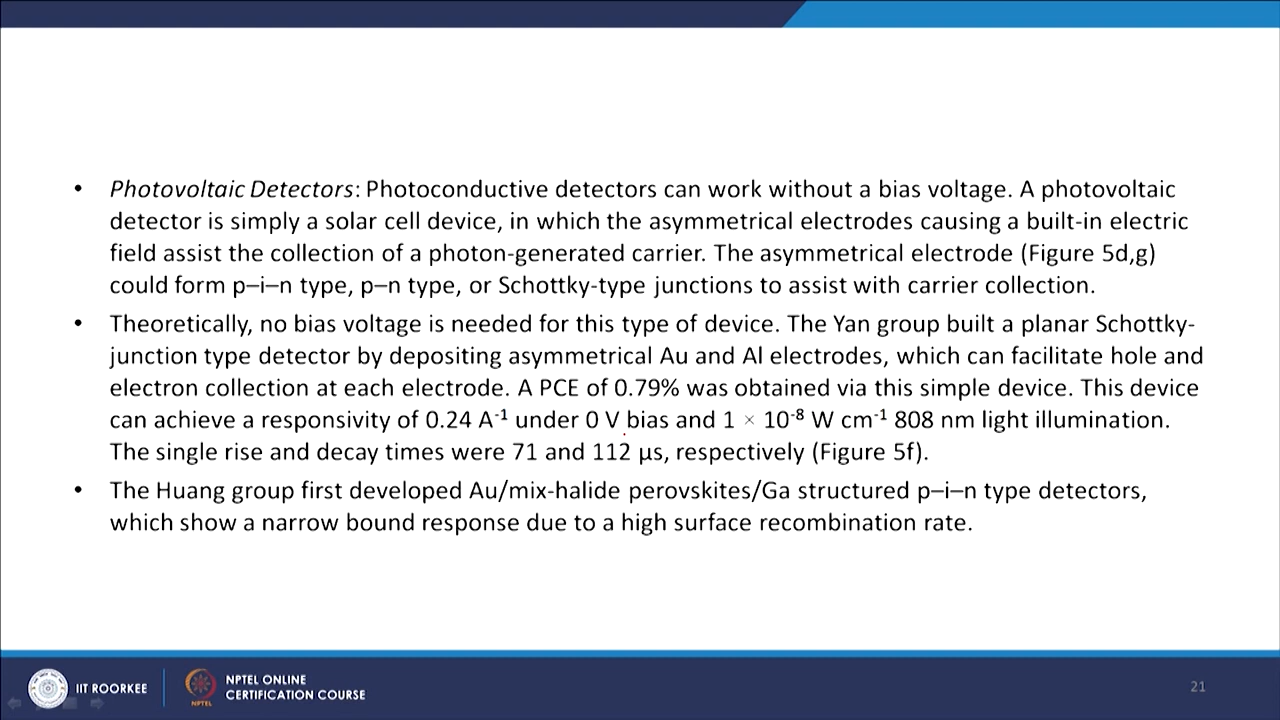 • Photovoltaic Detectors: Photoconductive detectors can work without a bias voltage. A photovoltaic
detector is simply a solar cell device, in which the asymmetrical electrodes causing a built-in electric
field assist the collection of a photon-generated carrier. The asymmetrical electrode (Figure 5d,g)
could form p–i–n type, p–n type, or Schottky-type junctions to assist with carrier collection.
• Theoretically, no bias voltage is needed for this type of device. The Yan group built a planar Schottky-
junction type detector by depositing asymmetrical Au and Al electrodes, which can facilitate hole and
electron collection at each electrode. A PCE of 0.79% was obtained via this simple device. This device
can achieve a responsivity of 0.24 A⁻¹ under 0 V bias and 1 × 10⁻⁸ W cm⁻¹ 808 nm light illumination.
The single rise and decay times were 71 and 112 µs, respectively (Figure 5f).
• The Huang group first developed Au/mix-halide perovskites/Ga structured p–i–n type detectors,
which show a narrow bound response due to a high surface recombination rate.
IIT ROORKEE
NPTEL
NPTEL ONLINE
CERTIFICATION COURSE
21